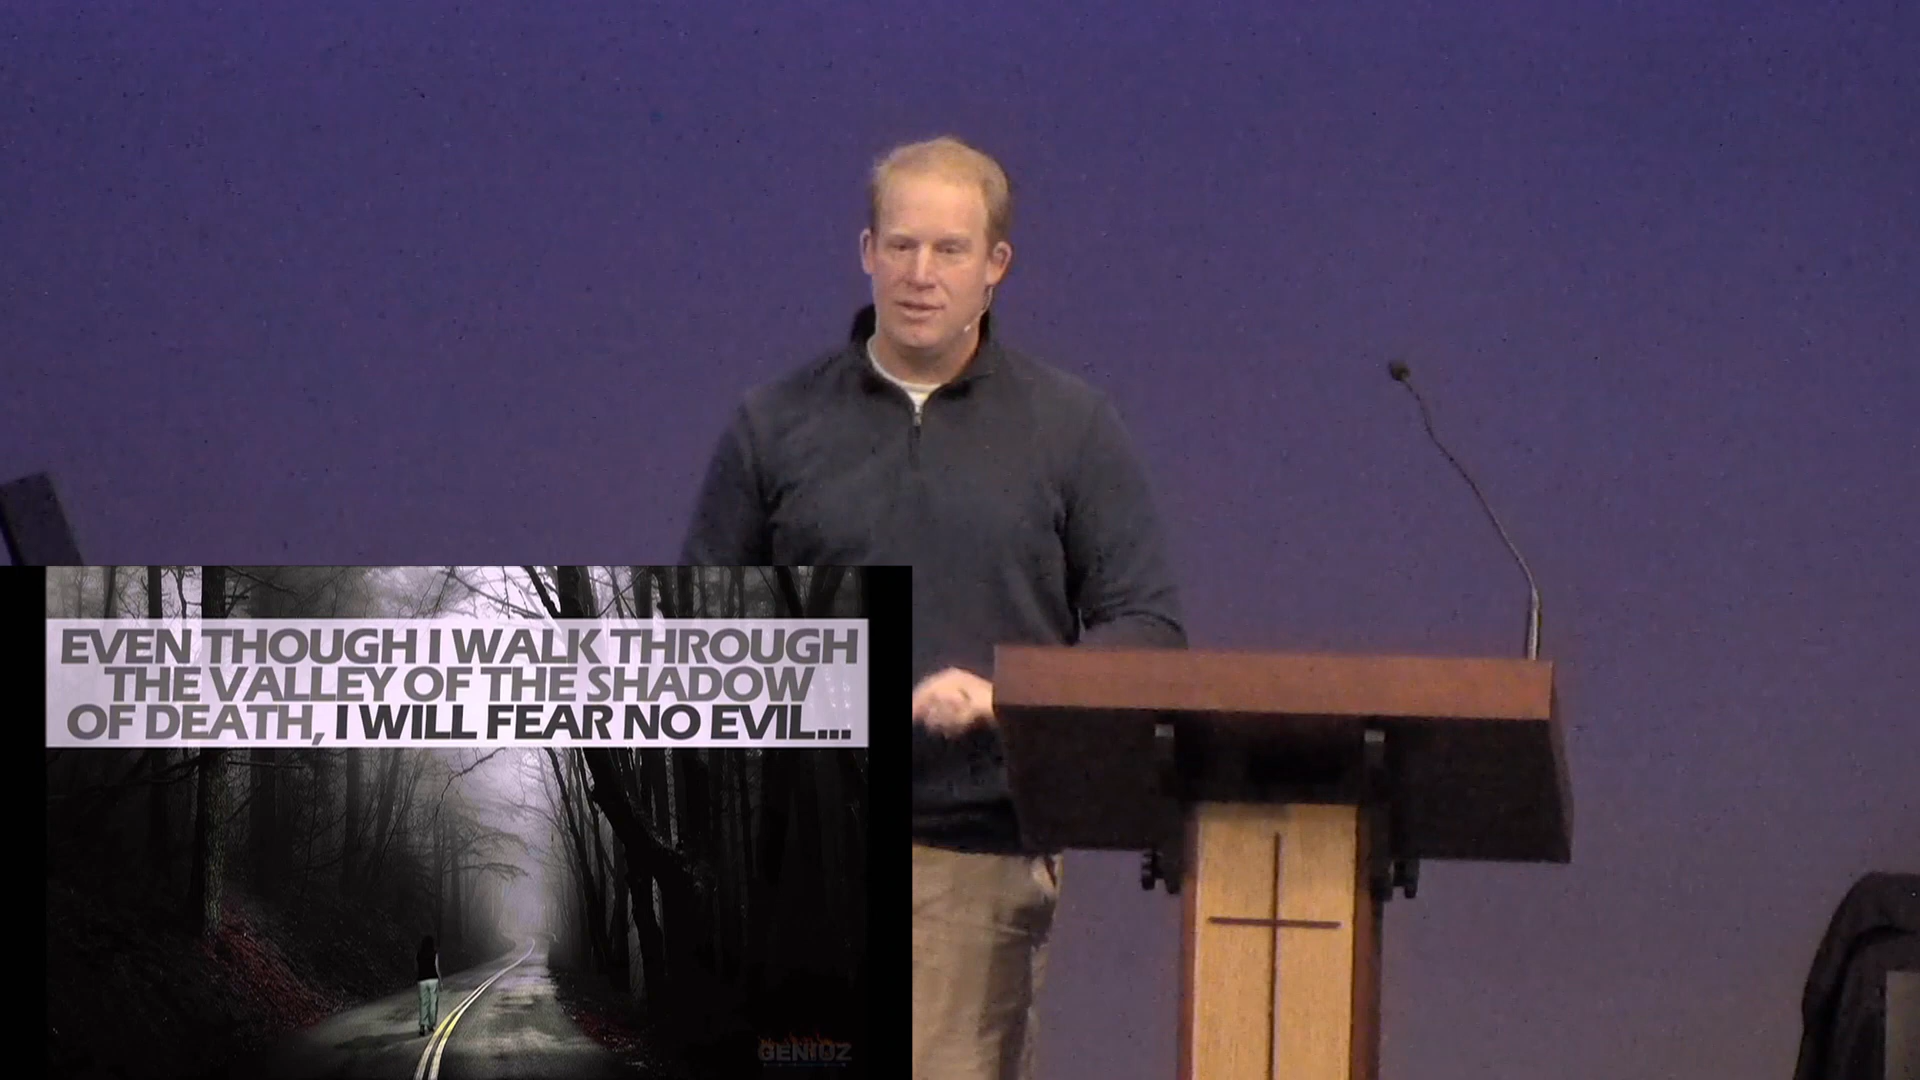 EVEN THOUGH I WALK THROUGH
THE VALLEY OF THE SHADOW
OF DEATH, I WILL FEAR NO EVIL...
GENIUZ